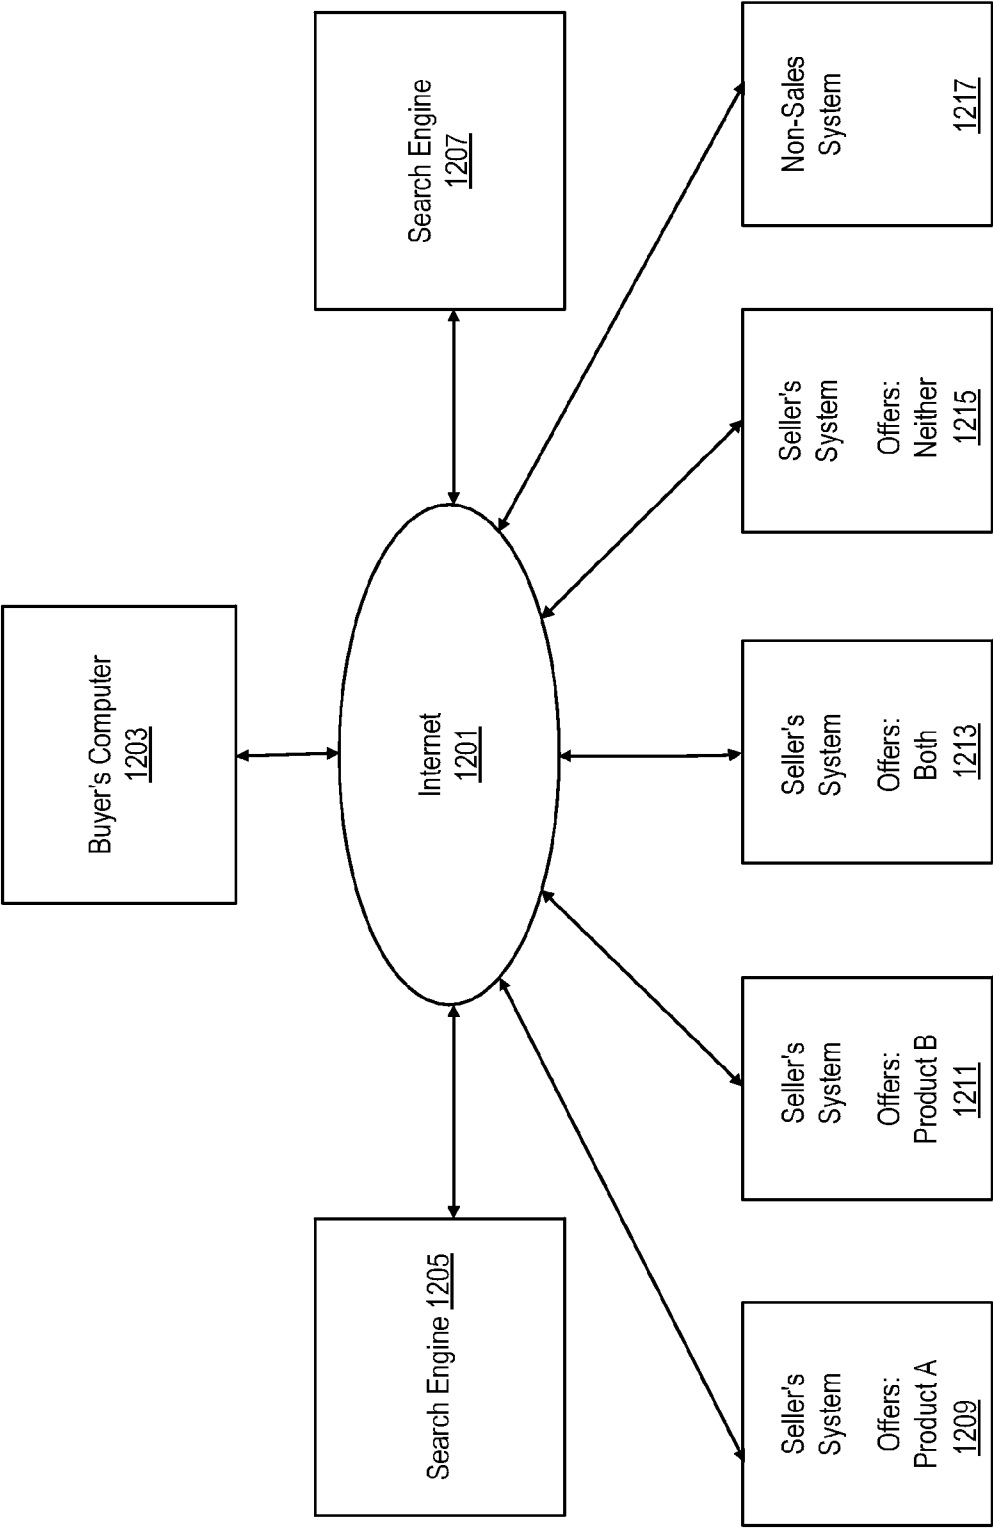 Buyer's Computer
1203
Search Engine 1205
Internet
1201
Search Engine
1207
Seller's
System
Offers:
Product A
1209
Seller's
System
Offers:
Product B
1211
Seller's
System
Offers:
Both
1213
Seller's
System
Offers:
Neither
1215
Non-Sales
System
1217